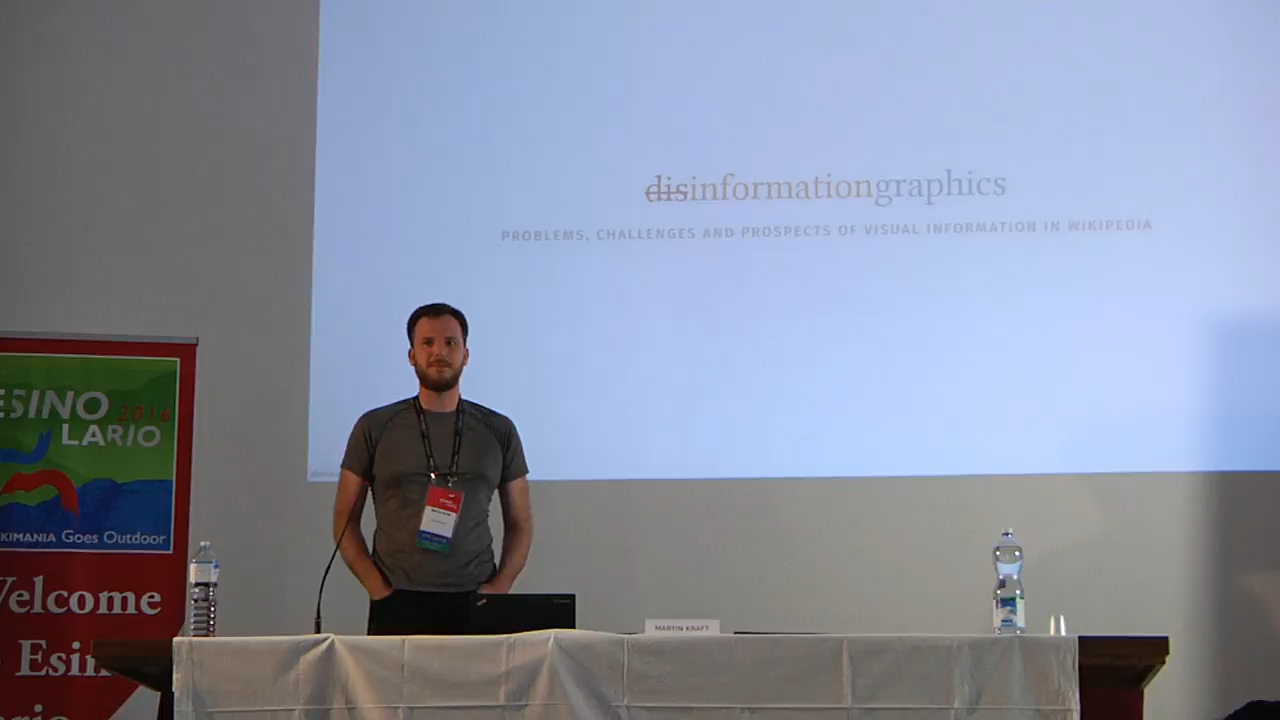 disinformationgraphics
PROBLEMS, CHALLENGES AND PROSPECTS OF VISUAL INFORMATION IN WIKIPEDIA
ESINO 2016
LARIO
KIMANIA Goes Outdoor
Welcome
Esin
MARTIN KRAFT